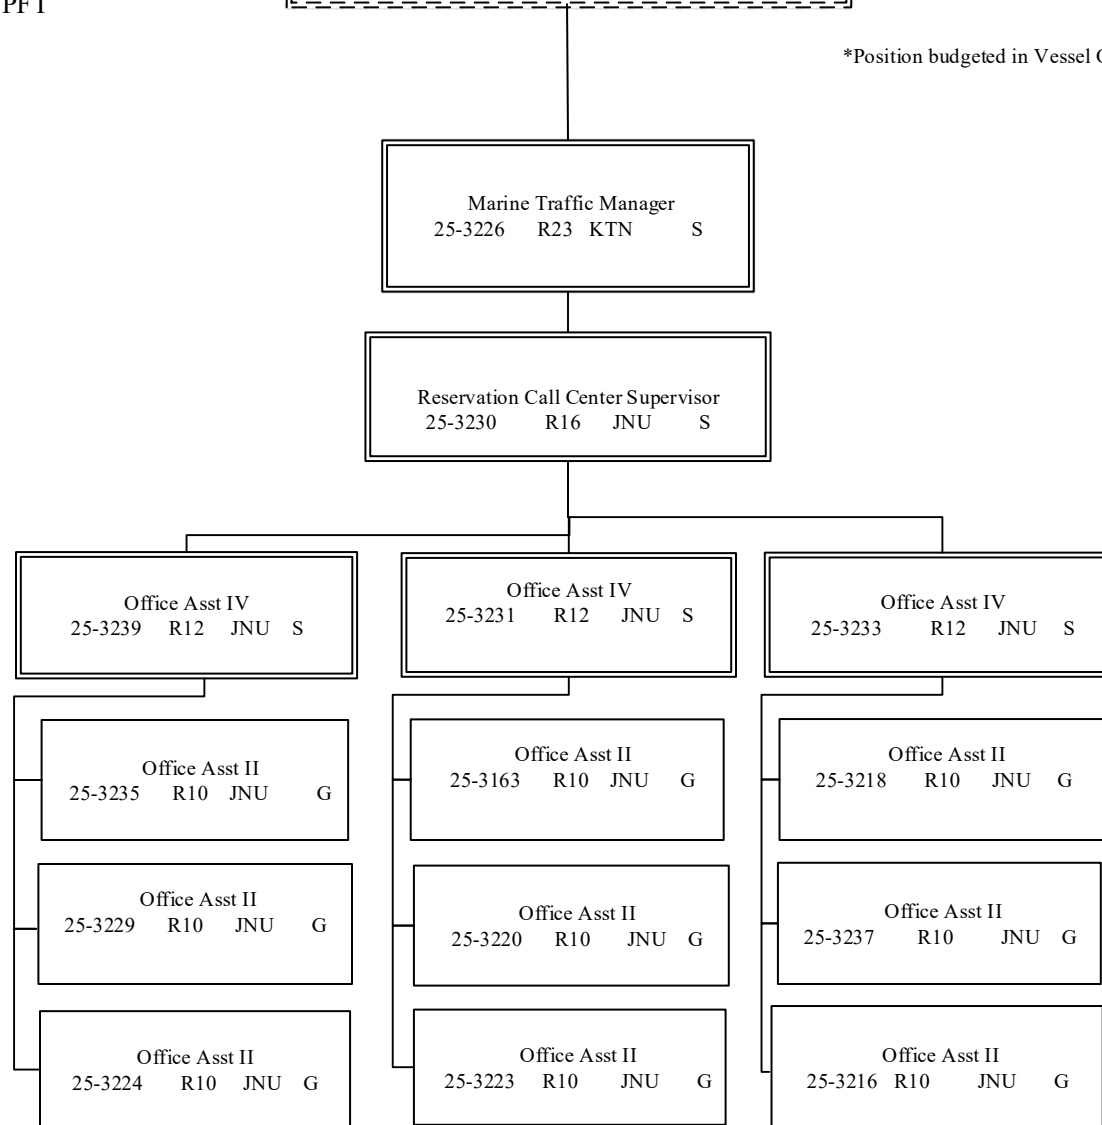 PFT
*Position budgeted in Vessel
Marine Traffic Manager
25-3226 R23 KTN S
Reservation Call Center Supervisor
25-3230 R16 JNU S
Office Asst IV
25-3239 R12 JNU S
Office Asst IV
25-3231 R12 JNU S
Office Asst IV
25-3233 R12 JNU S
Office Asst II
25-3235 R10 JNU G
Office Asst II
25-3163 R10 JNU G
Office Asst II
25-3218 R10 JNU G
Office Asst II
25-3229 R10 JNU G
Office Asst II
25-3220 R10 JNU G
Office Asst II
25-3237 R10 JNU G
Office Asst II
25-3224 R10 JNU G
Office Asst II
25-3223 R10 JNU G
Office Asst II
25-3216 R10 JNU G